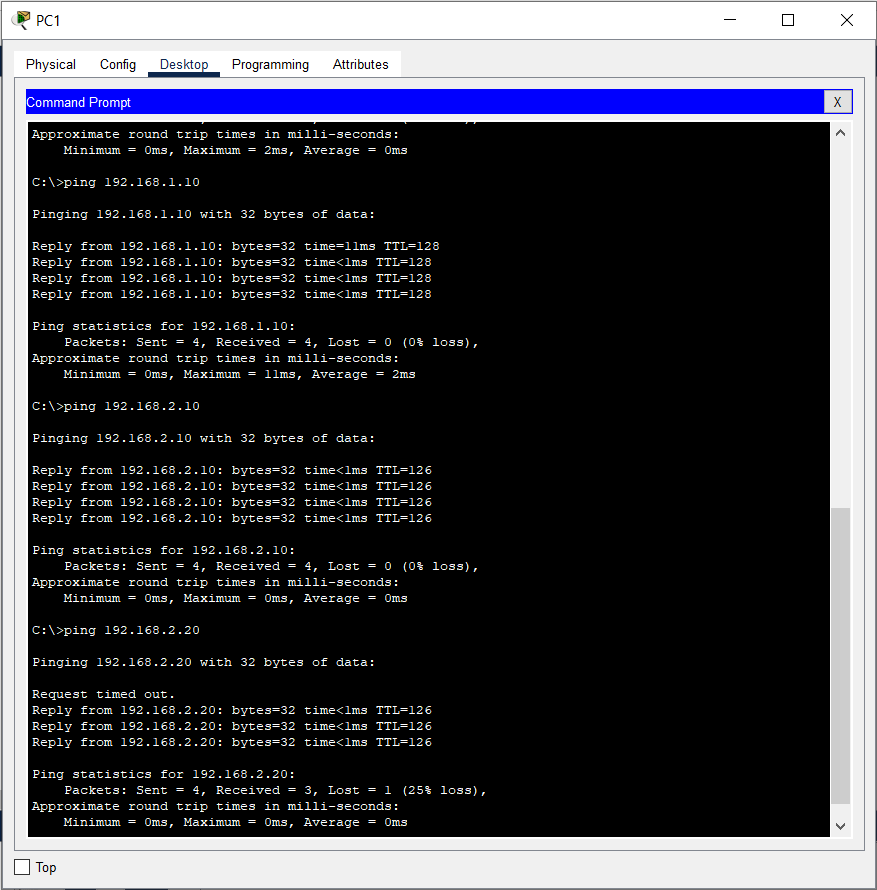 PC1
Physical Config Desktop Programming Attributes
Command Prompt X
Approximate round trip times in milli-seconds:
    Minimum = 0ms, Maximum = 2ms, Average = 0ms
C:\>ping 192.168.1.10
Pinging 192.168.1.10 with 32 bytes of data:
Reply from 192.168.1.10: bytes=32 time=11ms TTL=128
Reply from 192.168.1.10: bytes=32 time<1ms TTL=128
Reply from 192.168.1.10: bytes=32 time<1ms TTL=128
Reply from 192.168.1.10: bytes=32 time<1ms TTL=128
Ping statistics for 192.168.1.10:
    Packets: Sent = 4, Received = 4, Lost = 0 (0% loss),
Approximate round trip times in milli-seconds:
    Minimum = 0ms, Maximum = 11ms, Average = 2ms
C:\>ping 192.168.2.10
Pinging 192.168.2.10 with 32 bytes of data:
Reply from 192.168.2.10: bytes=32 time<1ms TTL=126
Reply from 192.168.2.10: bytes=32 time<1ms TTL=126
Reply from 192.168.2.10: bytes=32 time<1ms TTL=126
Reply from 192.168.2.10: bytes=32 time<1ms TTL=126
Ping statistics for 192.168.2.10:
    Packets: Sent = 4, Received = 4, Lost = 0 (0% loss),
Approximate round trip times in milli-seconds:
    Minimum = 0ms, Maximum = 0ms, Average = 0ms
C:\>ping 192.168.2.20
Pinging 192.168.2.20 with 32 bytes of data:
Request timed out.
Reply from 192.168.2.20: bytes=32 time<1ms TTL=126
Reply from 192.168.2.20: bytes=32 time<1ms TTL=126
Reply from 192.168.2.20: bytes=32 time<1ms TTL=126
Ping statistics for 192.168.2.20:
    Packets: Sent = 4, Received = 3, Lost = 1 (25% loss),
Approximate round trip times in milli-seconds:
    Minimum = 0ms, Maximum = 0ms, Average = 0ms
Top